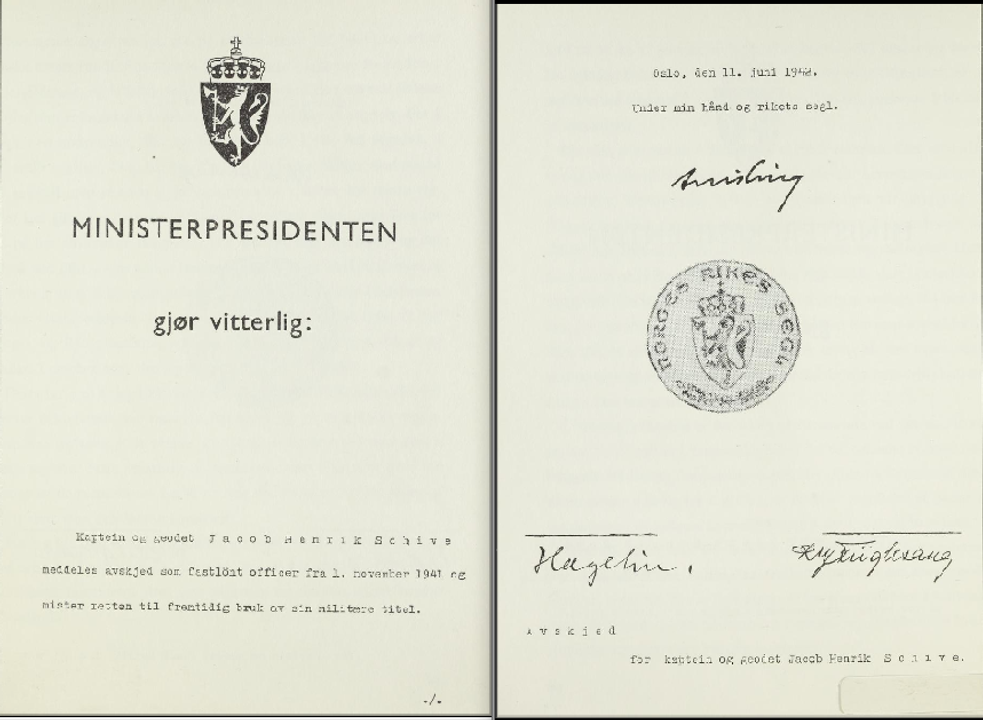 MINISTERPRESIDENTEN
gjør vitterlig:
Kaptein og geodet Jacob Henrik Schive
meddeles avskjed som fastlönt officer fra 1. november 1941 og
mister retten til fremtidig bruk av sin militære titel.
-/-
Oslo, den 11. juni 1942.
Under min hånd og rikets segl.
Quisling
NORGES RIKES SEGL
Hagelin.
Avskjed
for kaptein og geodet Jacob Henrik Schive.